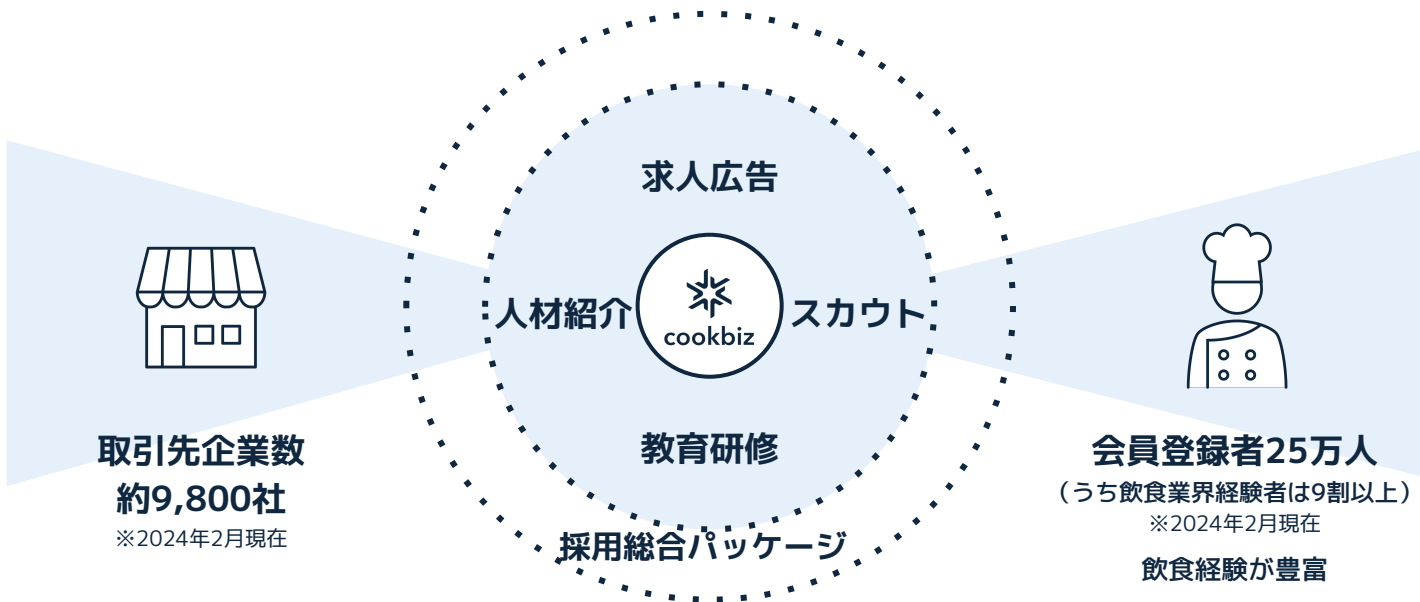 求人広告
人材紹介
cookbiz
スカウト
教育研修
採用総合パッケージ
取引先企業数
約9,800社
※2024年2月現在
会員登録者25万人
（うち飲食業界経験者は9割以上）
※2024年2月現在
飲食経験が豊富